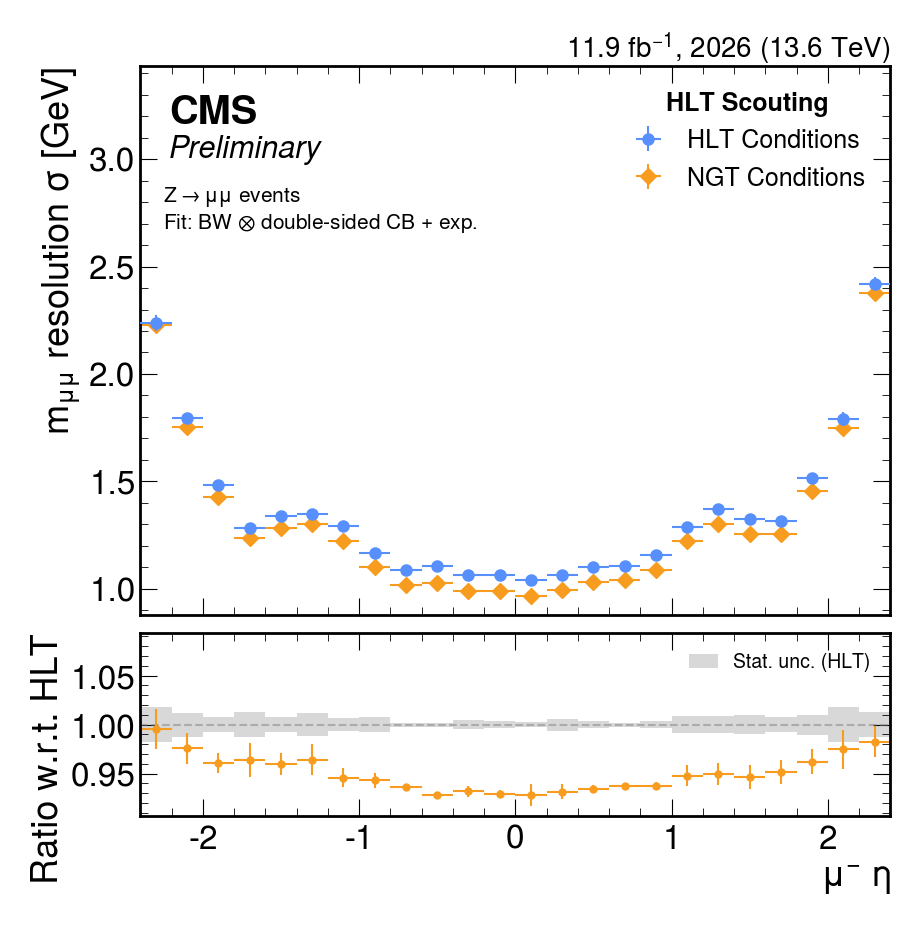 11.9 fb⁻¹, 2026 (13.6 TeV)
CMS
Preliminary
Z → μμ events
Fit: BW ⊗ double-sided CB + exp.
HLT Scouting
HLT Conditions
NGT Conditions
m_μμ resolution σ [GeV]
3.0
2.5
2.0
1.5
1.0
Ratio w.r.t. HLT
1.05
1.00
0.95
Stat. unc. (HLT)
-2 -1 0 1 2
μ⁻ η